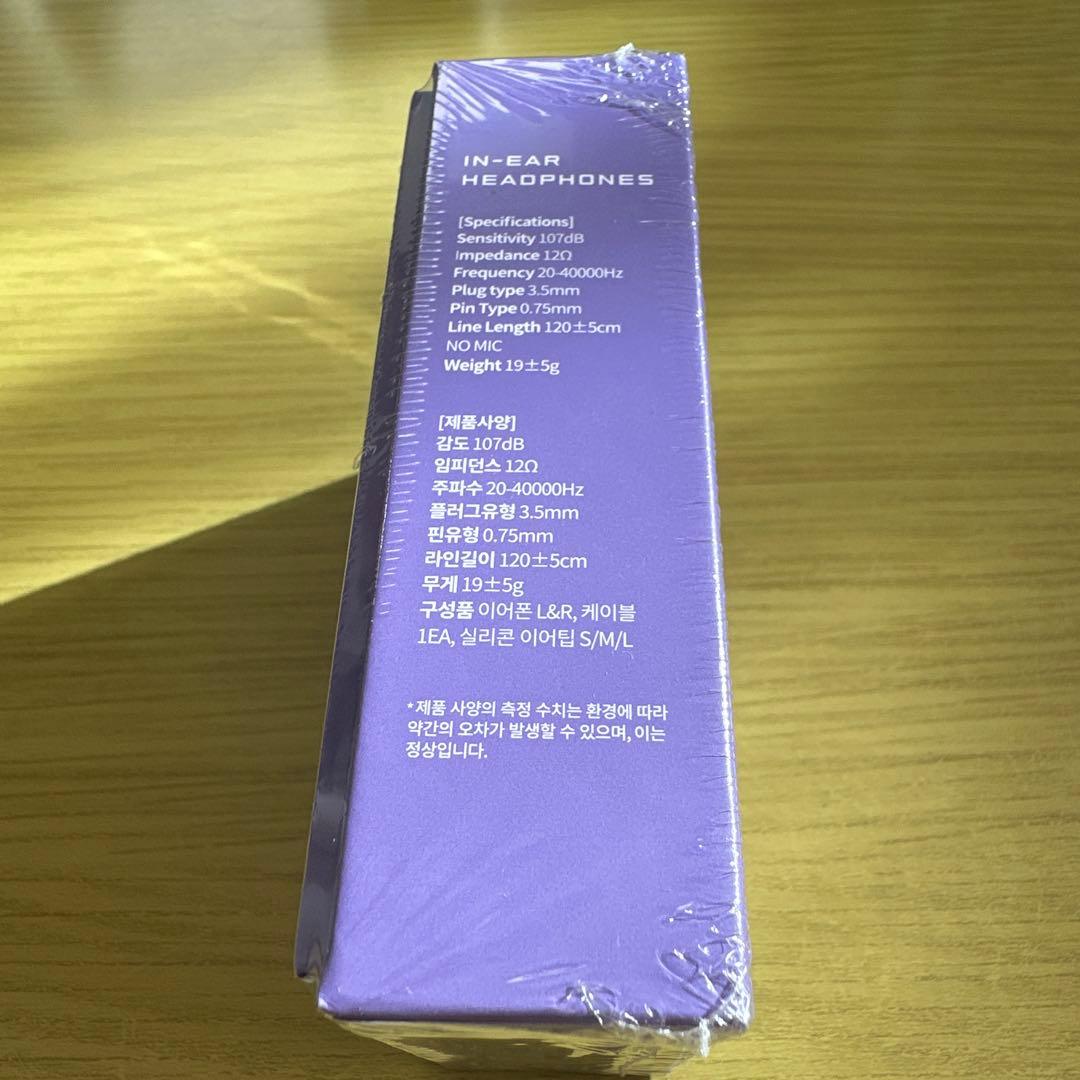 IN-EAR
HEADPHONES
[Specifications]
Sensitivity 107dB
Impedance 12Ω
Frequency 20-40000Hz
Plug type 3.5mm
Pin Type 0.75mm
Line Length 120±5cm
NO MIC
Weight 19±5g
[제품사양]
감도 107dB
임피던스 12Ω
주파수 20-40000Hz
플러그유형 3.5mm
핀유형 0.75mm
라인길이 120±5cm
무게 19±5g
구성품 이어폰 L&R, 케이블
1EA, 실리콘 이어팁 S/M/L
*제품 사양의 측정 수치는 환경에 따라
약간의 오차가 발생할 수 있으며, 이는
정상입니다.